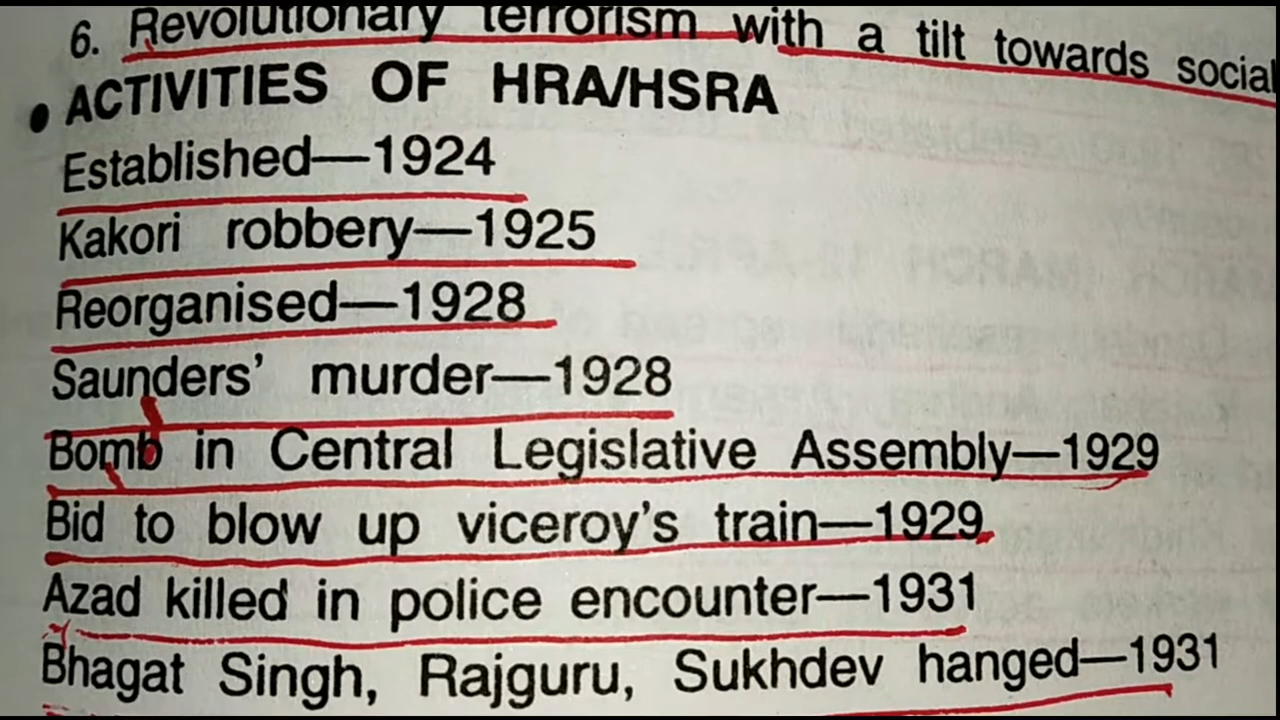 6. Revolutionary terrorism with a tilt towards social
• ACTIVITIES OF HRA/HSRA
Established—1924
Kakori robbery—1925
Reorganised—1928
Saunders' murder—1928
Bomb in Central Legislative Assembly—1929
Bid to blow up viceroy's train—1929
Azad killed in police encounter—1931
Bhagat Singh, Rajguru, Sukhdev hanged—1931